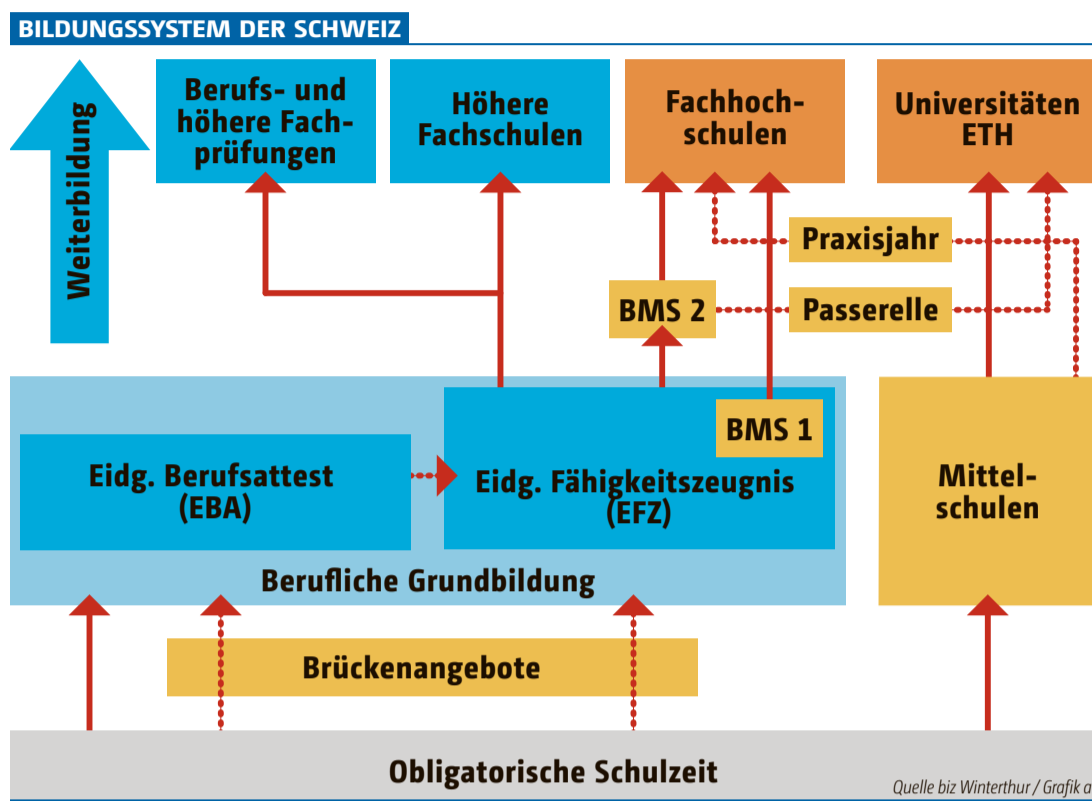 BILDUNGSSYSTEM DER SCHWEIZ
Weiterbildung
Berufs- und
höhere Fach-
prüfungen
Höhere
Fachschulen
Fachhoch-
schulen
Universitäten
ETH
Praxisjahr
BMS 2
Passerelle
BMS 1
Eidg. Berufsattest
(EBA)
Eidg. Fähigkeitszeugnis
(EFZ)
Mittel-
schulen
Berufliche Grundbildung
Brückenangebote
Obligatorische Schulzeit
Quelle biz Winterthur / Grafik a